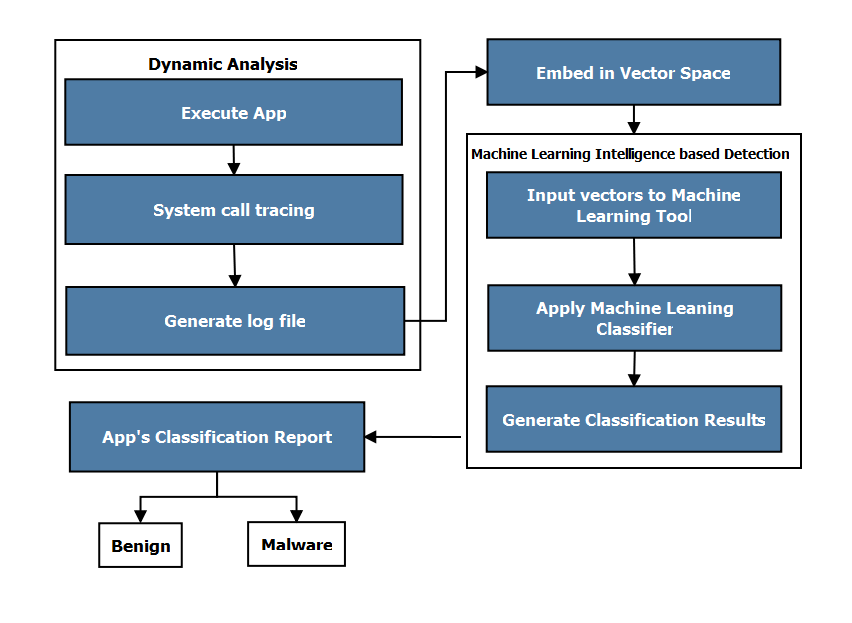 Dynamic Analysis
Execute App
System call tracing
Generate log file
Embed in Vector Space
Machine Learning Intelligence based Detection
Input vectors to Machine
Learning Tool
Apply Machine Leaning
Classifier
Generate Classification Results
App's Classification Report
Benign
Malware